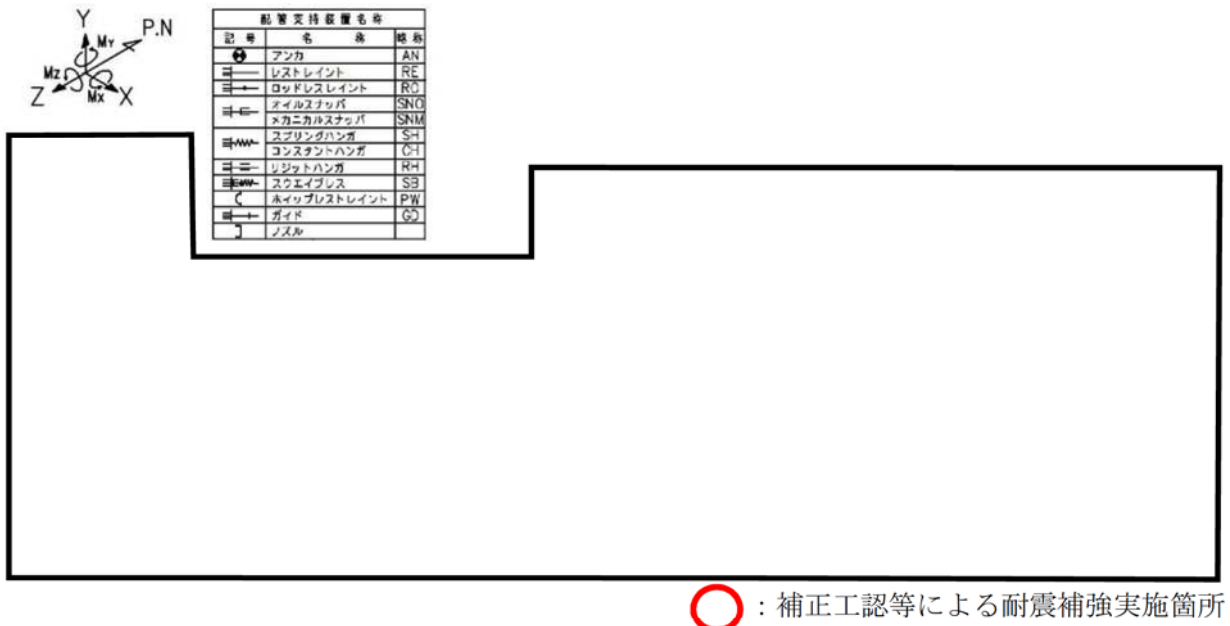 Y
P.N
MY
MZ
Z
MX
X
配管支持装置名称
記号 名称 略称
アンカ AN
レストレイント RE
ロッドレストレイント RO
オイルスナッバ SNO
メカニカルスナッバ SNM
スプリングハンガ SH
コンスタントハンガ CH
リジットハンガ RH
スウエイブレス SB
ホイップレストレイント PW
ガイド GD
ノズル
:補正工認等による耐震補強実施箇所